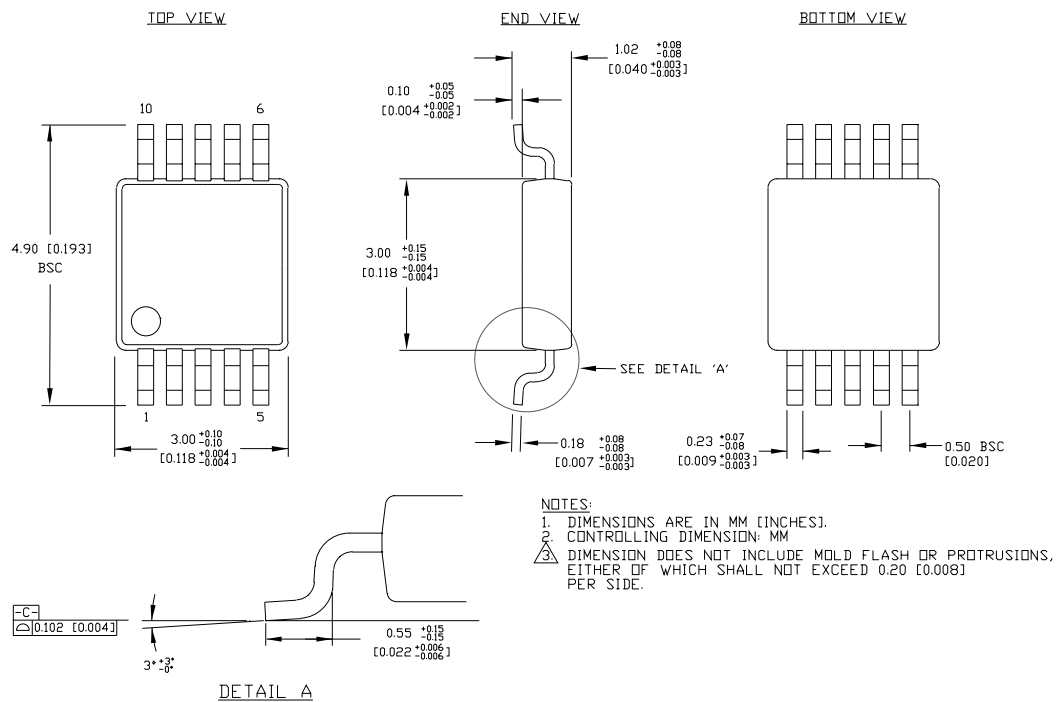 TOP VIEW
END VIEW
BOTTOM VIEW
1.02 +0.08 -0.08
[0.040 +0.003 -0.003]
0.10 +0.05 -0.05
[0.004 +0.002 -0.002]
10 6
4.90 [0.193]
BSC
3.00 +0.15 -0.15
[0.118 +0.004 -0.004]
SEE DETAIL 'A'
1 5
3.00 +0.10 -0.10
[0.118 +0.004 -0.004]
0.18 +0.08 -0.08
[0.007 +0.003 -0.003]
0.23 +0.07 -0.08
[0.009 +0.003 -0.003]
0.50 BSC
[0.020]
NOTES:
1. DIMENSIONS ARE IN MM [INCHES].
2. CONTROLLING DIMENSION: MM
3. DIMENSION DOES NOT INCLUDE MOLD FLASH OR PROTRUSIONS,
EITHER OF WHICH SHALL NOT EXCEED 0.20 [0.008]
PER SIDE.
-C-
⌓ 0.102 [0.004]
3° +3° -0°
0.55 +0.15 -0.15
[0.022 +0.006 -0.006]
DETAIL A